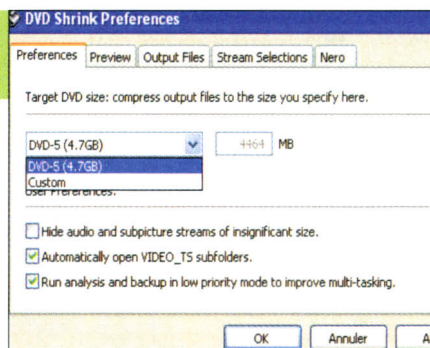 DVD Shrink Preferences
Preferences Preview Output Files Stream Selections Nero
Target DVD size: compress output files to the size you specify here.
DVD-5 (4.7GB) 4464 MB
DVD-5 (4.7GB)
Custom
User Preferences:
Hide audio and subpicture streams of insignificant size.
Automatically open VIDEO_TS subfolders.
Run analysis and backup in low priority mode to improve multi-tasking.
OK Annuler A